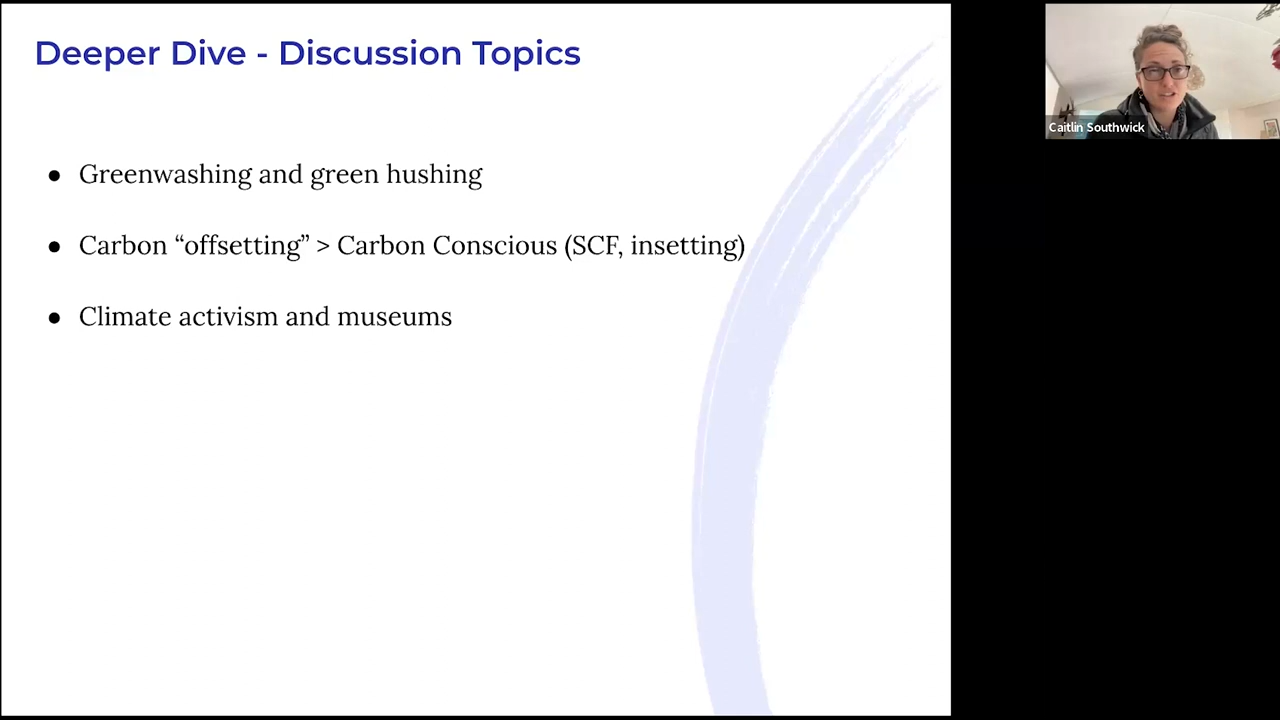 Deeper Dive - Discussion Topics
● Greenwashing and green hushing
● Carbon “offsetting” > Carbon Conscious (SCF, insetting)
● Climate activism and museums
Caitlin Southwick